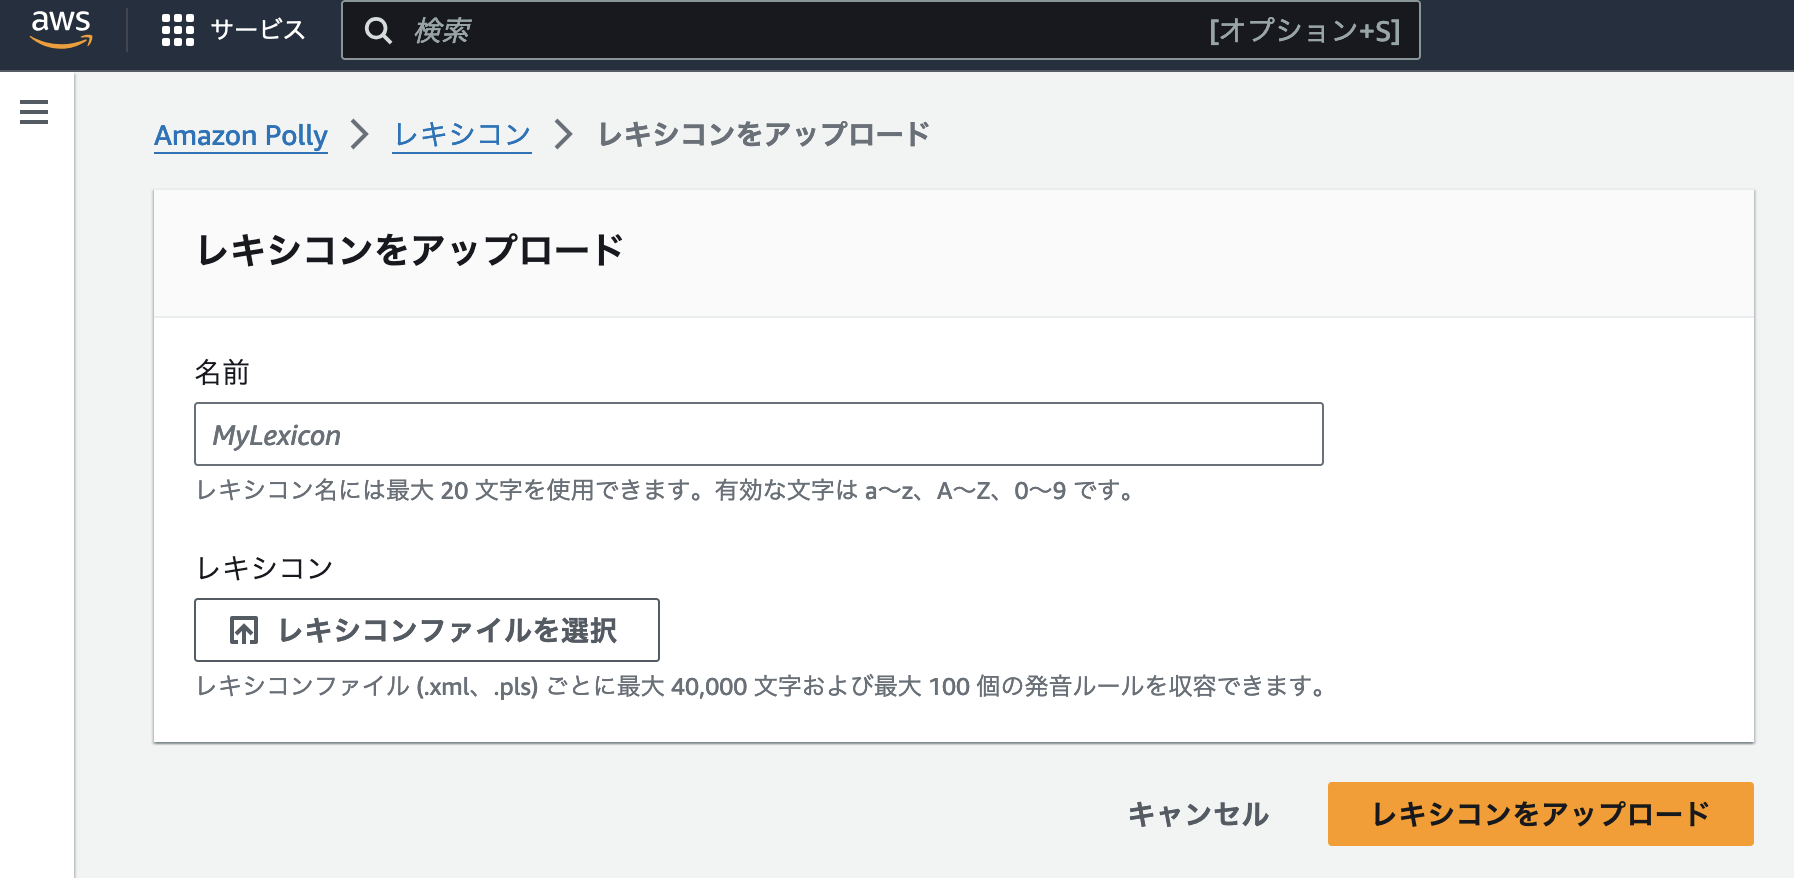 aws サービス 検索 [オプション+S]
Amazon Polly レキシコン レキシコンをアップロード
レキシコンをアップロード
名前
MyLexicon
レキシコン名には最大 20 文字を使用できます。有効な文字は a〜z、A〜Z、0〜9 です。
レキシコン
レキシコンファイルを選択
レキシコンファイル (.xml、.pls) ごとに最大 40,000 文字および最大 100 個の発音ルールを収容できます。
キャンセル レキシコンをアップロード